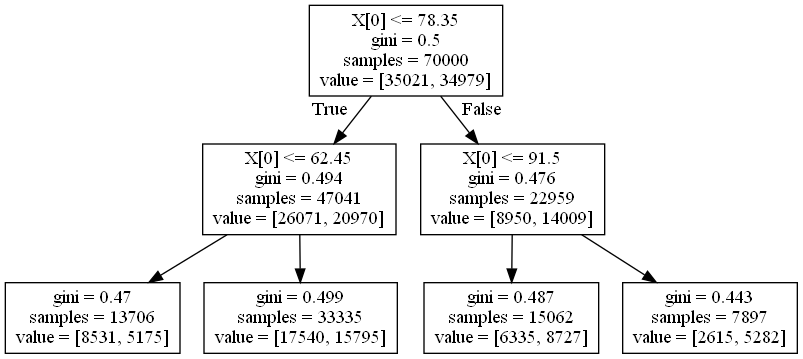 X[0] <= 78.35
gini = 0.5
samples = 70000
value = [35021, 34979]
True
False
X[0] <= 62.45
gini = 0.494
samples = 47041
value = [26071, 20970]
X[0] <= 91.5
gini = 0.476
samples = 22959
value = [8950, 14009]
gini = 0.47
samples = 13706
value = [8531, 5175]
gini = 0.499
samples = 33335
value = [17540, 15795]
gini = 0.487
samples = 15062
value = [6335, 8727]
gini = 0.443
samples = 7897
value = [2615, 5282]